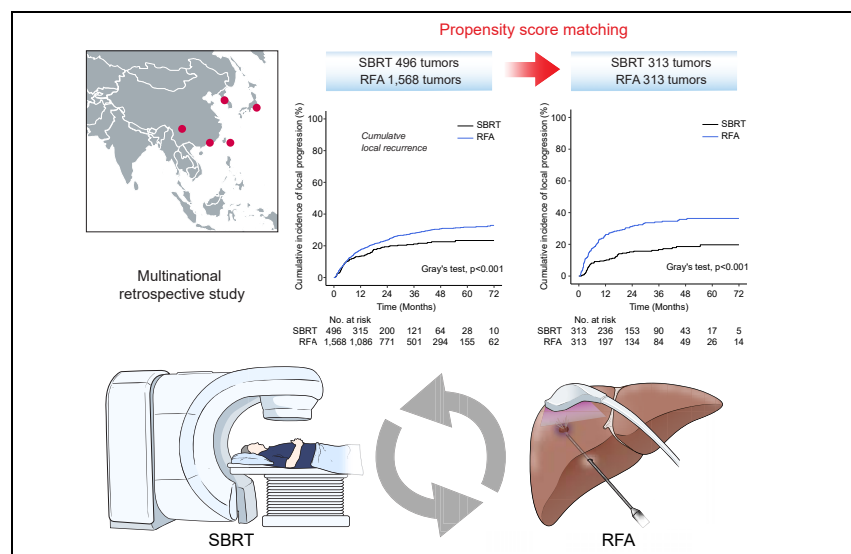 Propensity score matching
SBRT 496 tumors
RFA 1,568 tumors
SBRT 313 tumors
RFA 313 tumors
Multinational
retrospective study
Cumulative incidence of local progression (%)
100
80
60
40
20
0
Cumulative
local recurrence
SBRT
RFA
Gray's test, p<0.001
0 12 24 36 48 60 72
Time (Months)
No. at risk
SBRT 496 315 200 121 64 28 10
RFA 1,568 1,086 771 501 294 155 62
Cumulative incidence of local progression (%)
100
80
60
40
20
0
SBRT
RFA
Gray's test, p<0.001
0 12 24 36 48 60 72
Time (Months)
No. at risk
SBRT 313 236 153 90 43 17 5
RFA 313 197 134 84 49 26 14
SBRT
RFA